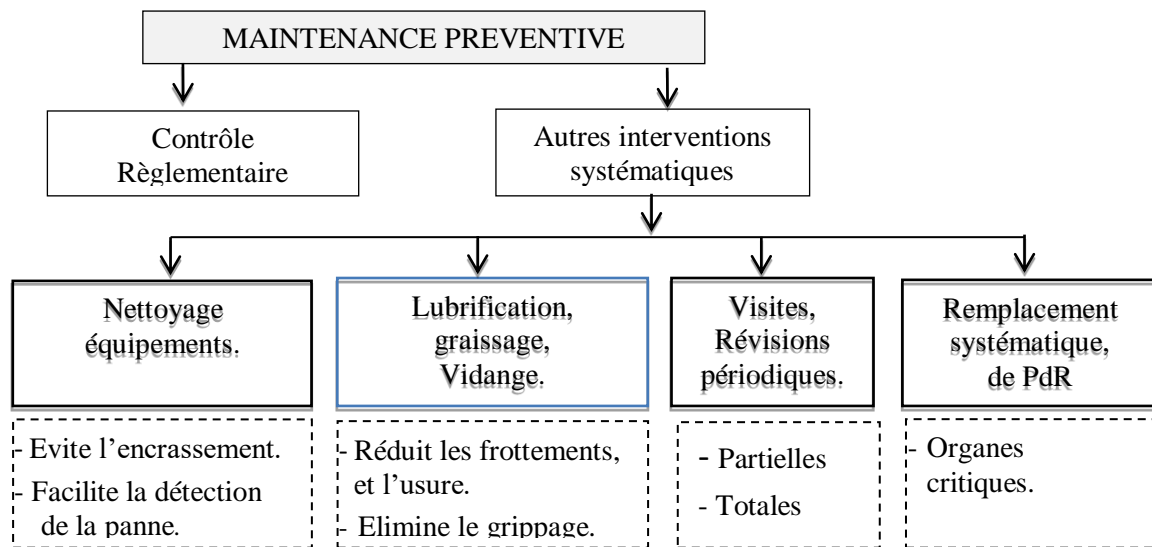 MAINTENANCE PREVENTIVE
Contrôle
Règlementaire
Autres interventions
systématiques
Nettoyage
équipements.
Lubrification,
graissage,
Vidange.
Visites,
Révisions
périodiques.
Remplacement
systématique,
de PdR
- Evite l’encrassement.
- Facilite la détection
de la panne.
- Réduit les frottements,
et l’usure.
- Elimine le grippage.
- Partielles
- Totales
- Organes
critiques.